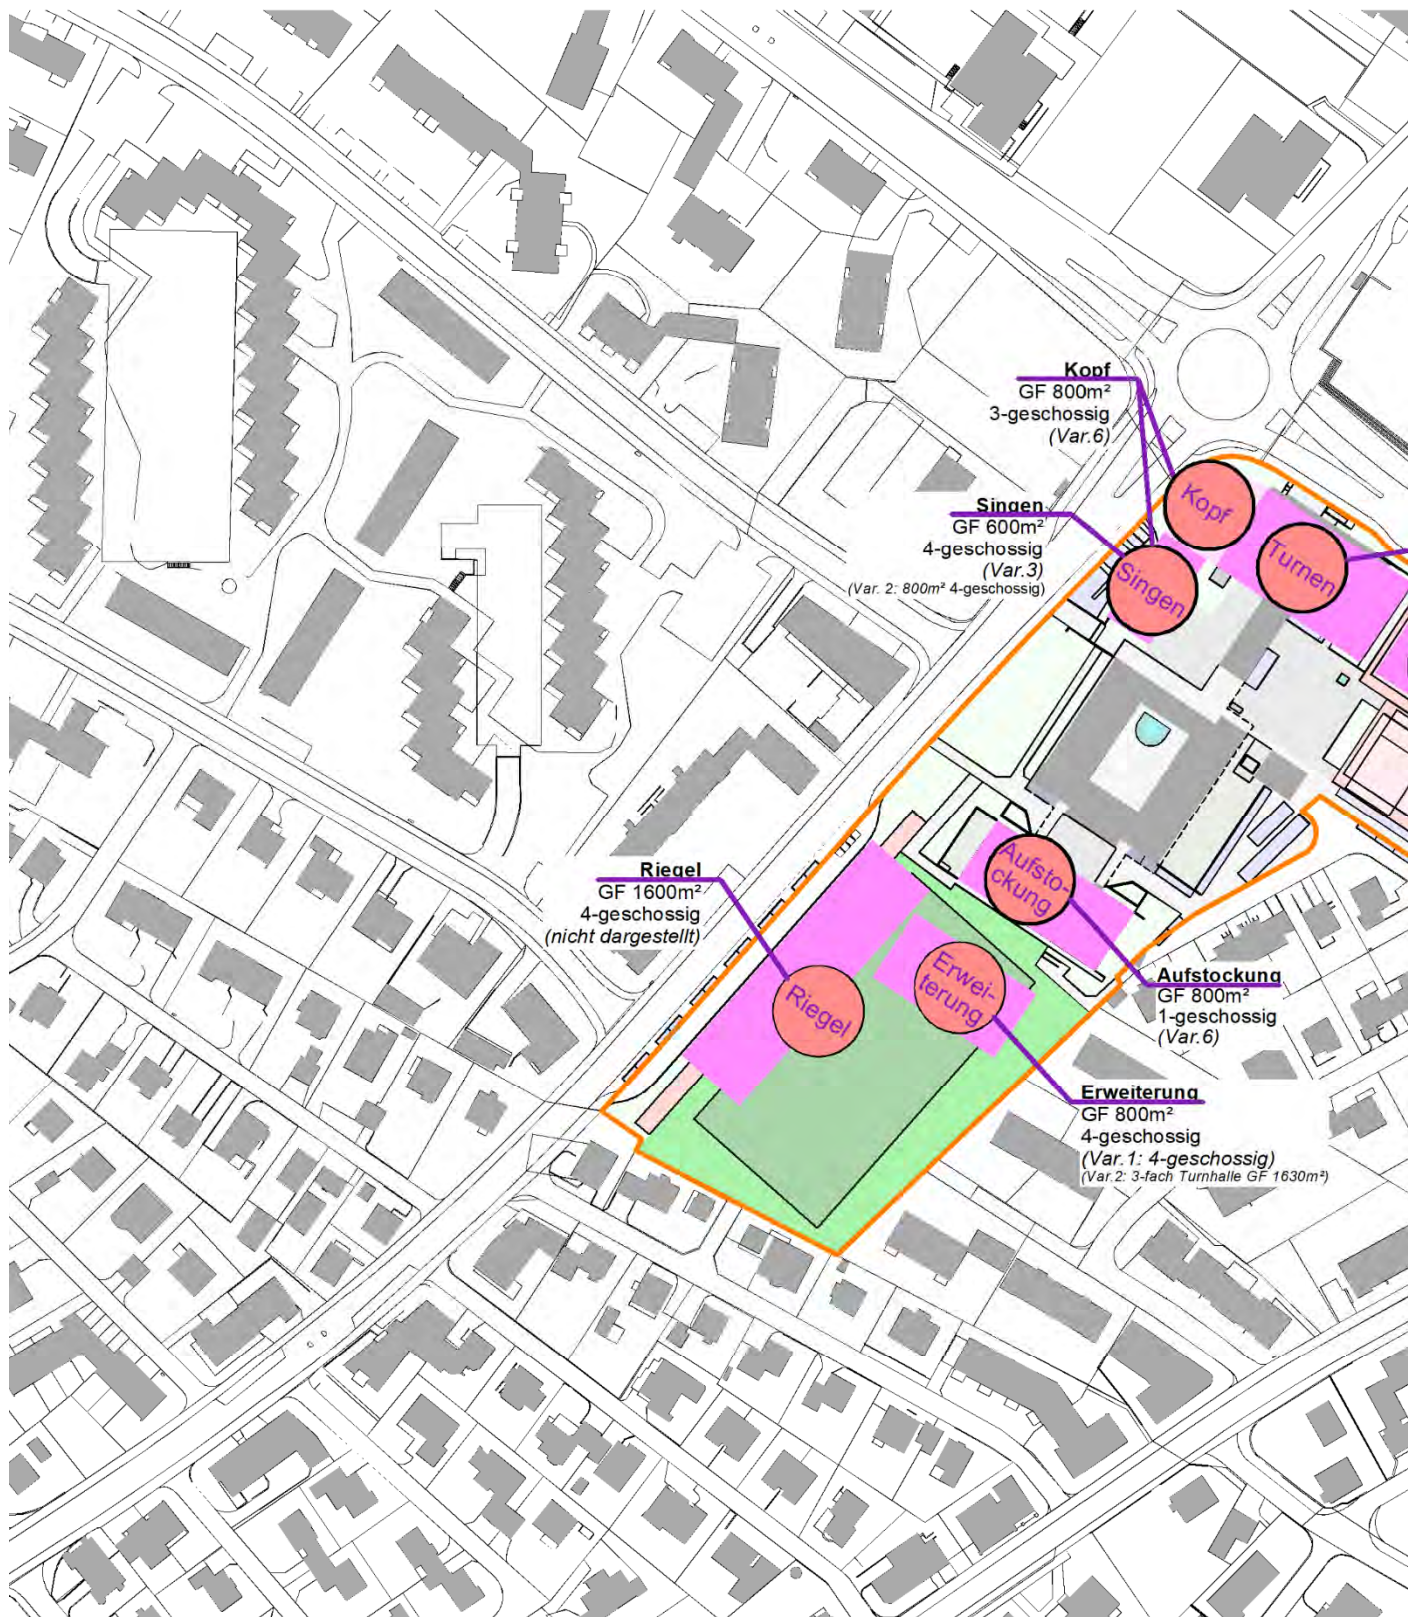 Kopf
GF 800m²
3-geschossig
(Var.6)
Kopf
Singen
GF 600m²
4-geschossig
(Var.3)
(Var. 2: 800m² 4-geschossig)
Turnen
Singen
Aufsto-
ckung
Riegel
GF 1600m²
4-geschossig
(nicht dargestellt)
Erwei-
terung
Riegel
Aufstockung
GF 800m²
1-geschossig
(Var.6)
Erweiterung
GF 800m²
4-geschossig
(Var.1: 4-geschossig)
(Var.2: 3-fach Turnhalle GF 1630m²)